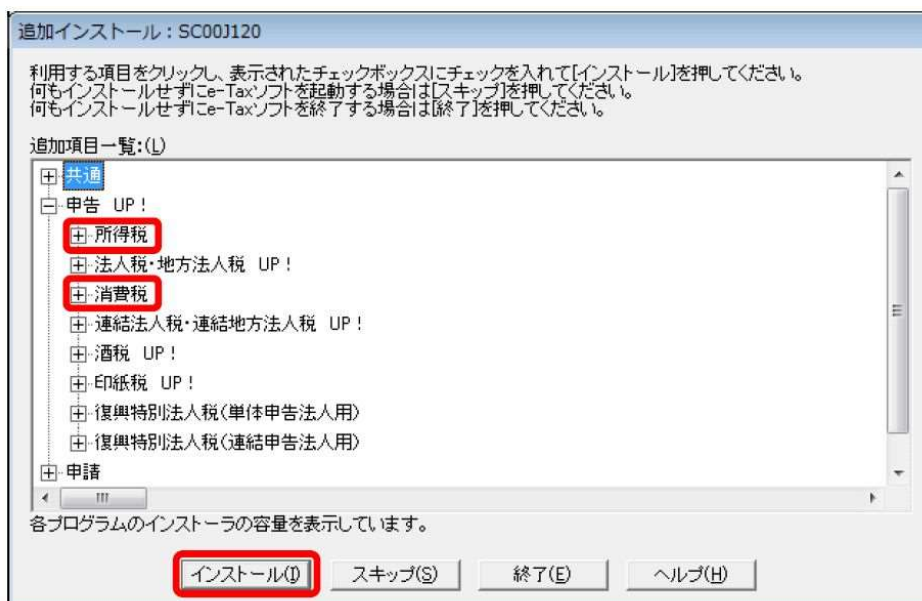 追加インストール：SC00J120
利用する項目をクリックし、表示されたチェックボックスにチェックを入れて[インストール]を押してください。
何もインストールせずにe-Taxソフトを起動する場合は[スキップ]を押してください。
何もインストールせずにe-Taxソフトを終了する場合は[終了]を押してください。
追加項目一覧:(L)
共通
申告 UP！
所得税
法人税・地方法人税 UP！
消費税
連結法人税・連結地方法人税 UP！
酒税 UP！
印紙税 UP！
復興特別法人税(単体申告法人用)
復興特別法人税(連結申告法人用)
申請
各プログラムのインストーラの容量を表示しています。
インストール(I) スキップ(S) 終了(E) ヘルプ(H)